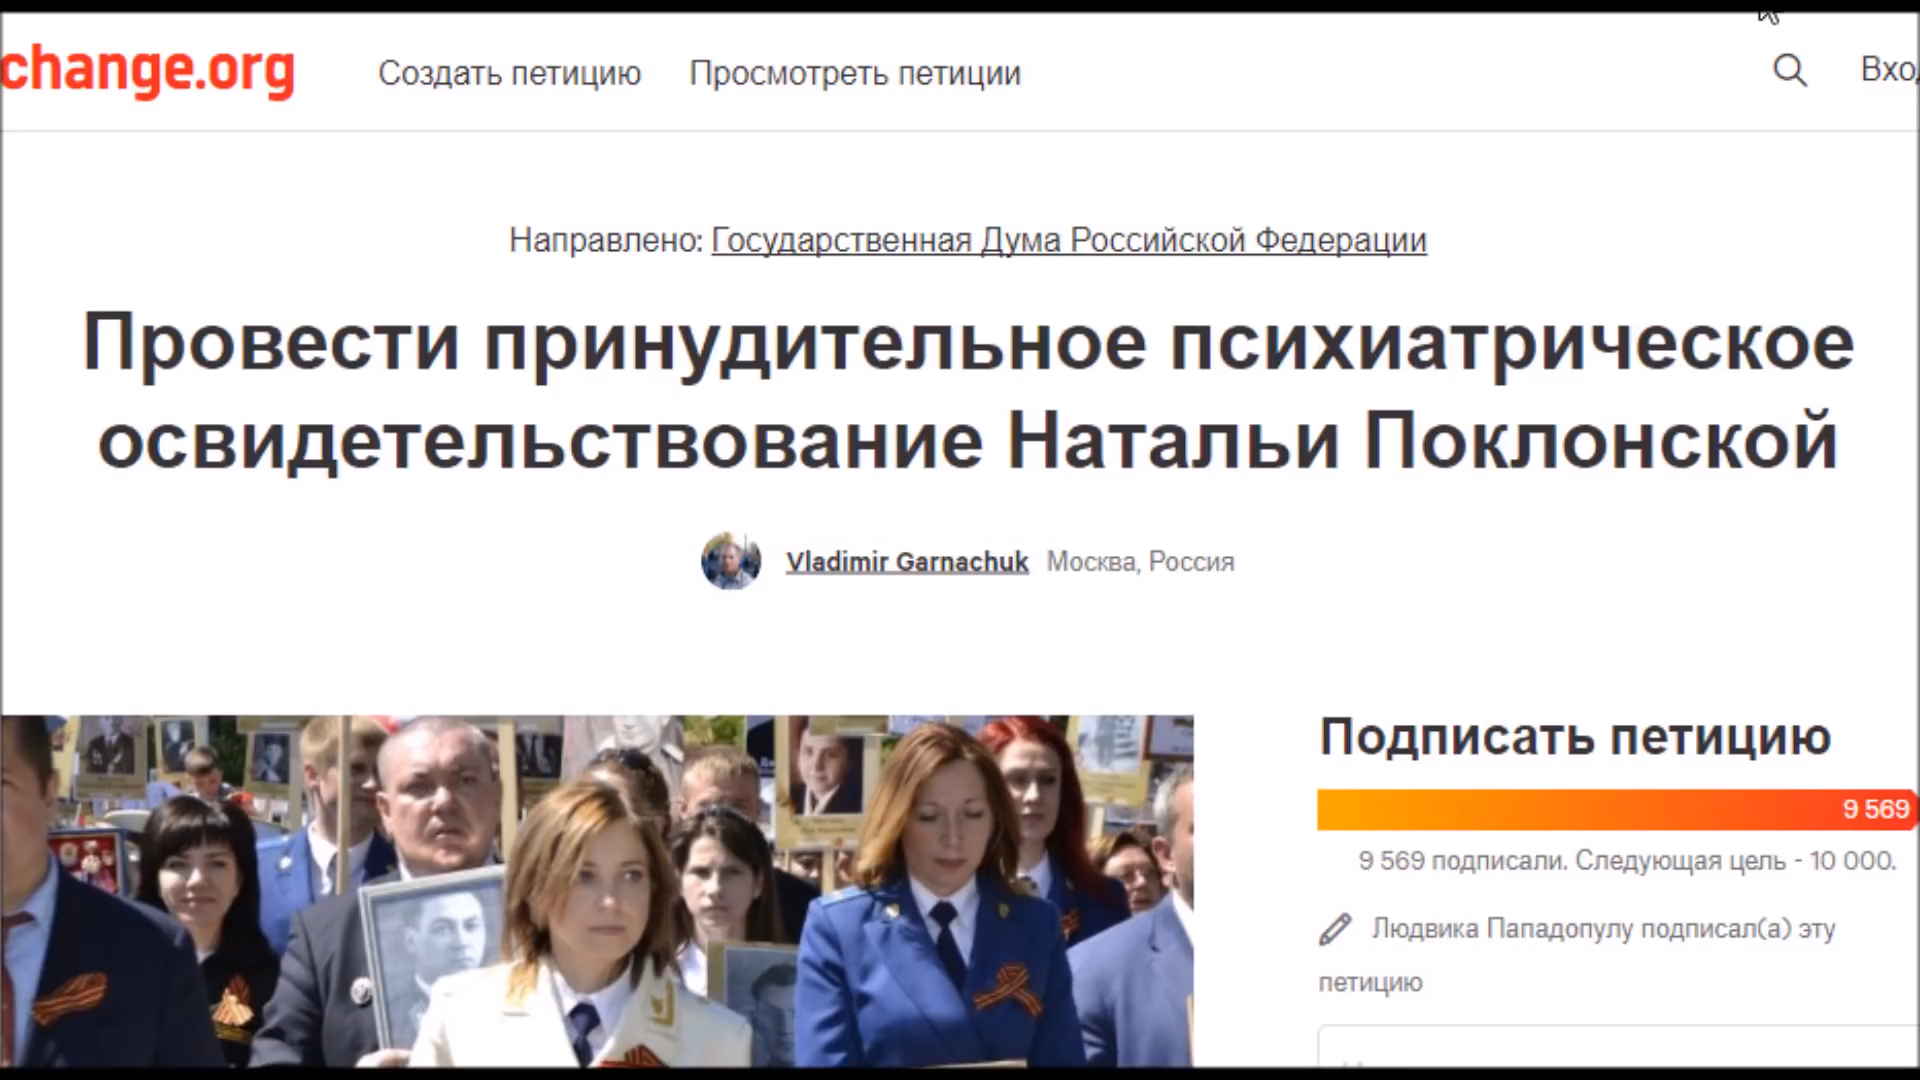 change.org
Создать петицию
Просмотреть петиции
Направлено: Государственная Дума Российской Федерации
Провести принудительное психиатрическое
освидетельствование Натальи Поклонской
Vladimir Garnachuk Москва, Россия
Подписать петицию
9 569
9 569 подписали. Следующая цель - 10 000.
Людвика Пападопулу подписал(а) эту
петицию